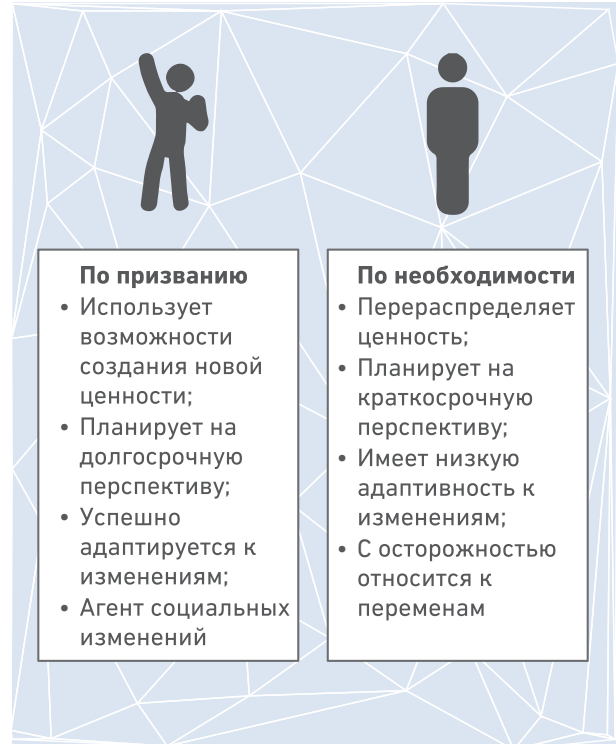 По призванию
• Использует
возможности
создания новой
ценности;
• Планирует на
долгосрочную
перспективу;
• Успешно
адаптируется к
изменениям;
• Агент социальных
изменений
По необходимости
• Перераспределяет
ценность;
• Планирует на
краткосрочную
перспективу;
• Имеет низкую
адаптивность к
изменениям;
• С осторожностью
относится к
переменам